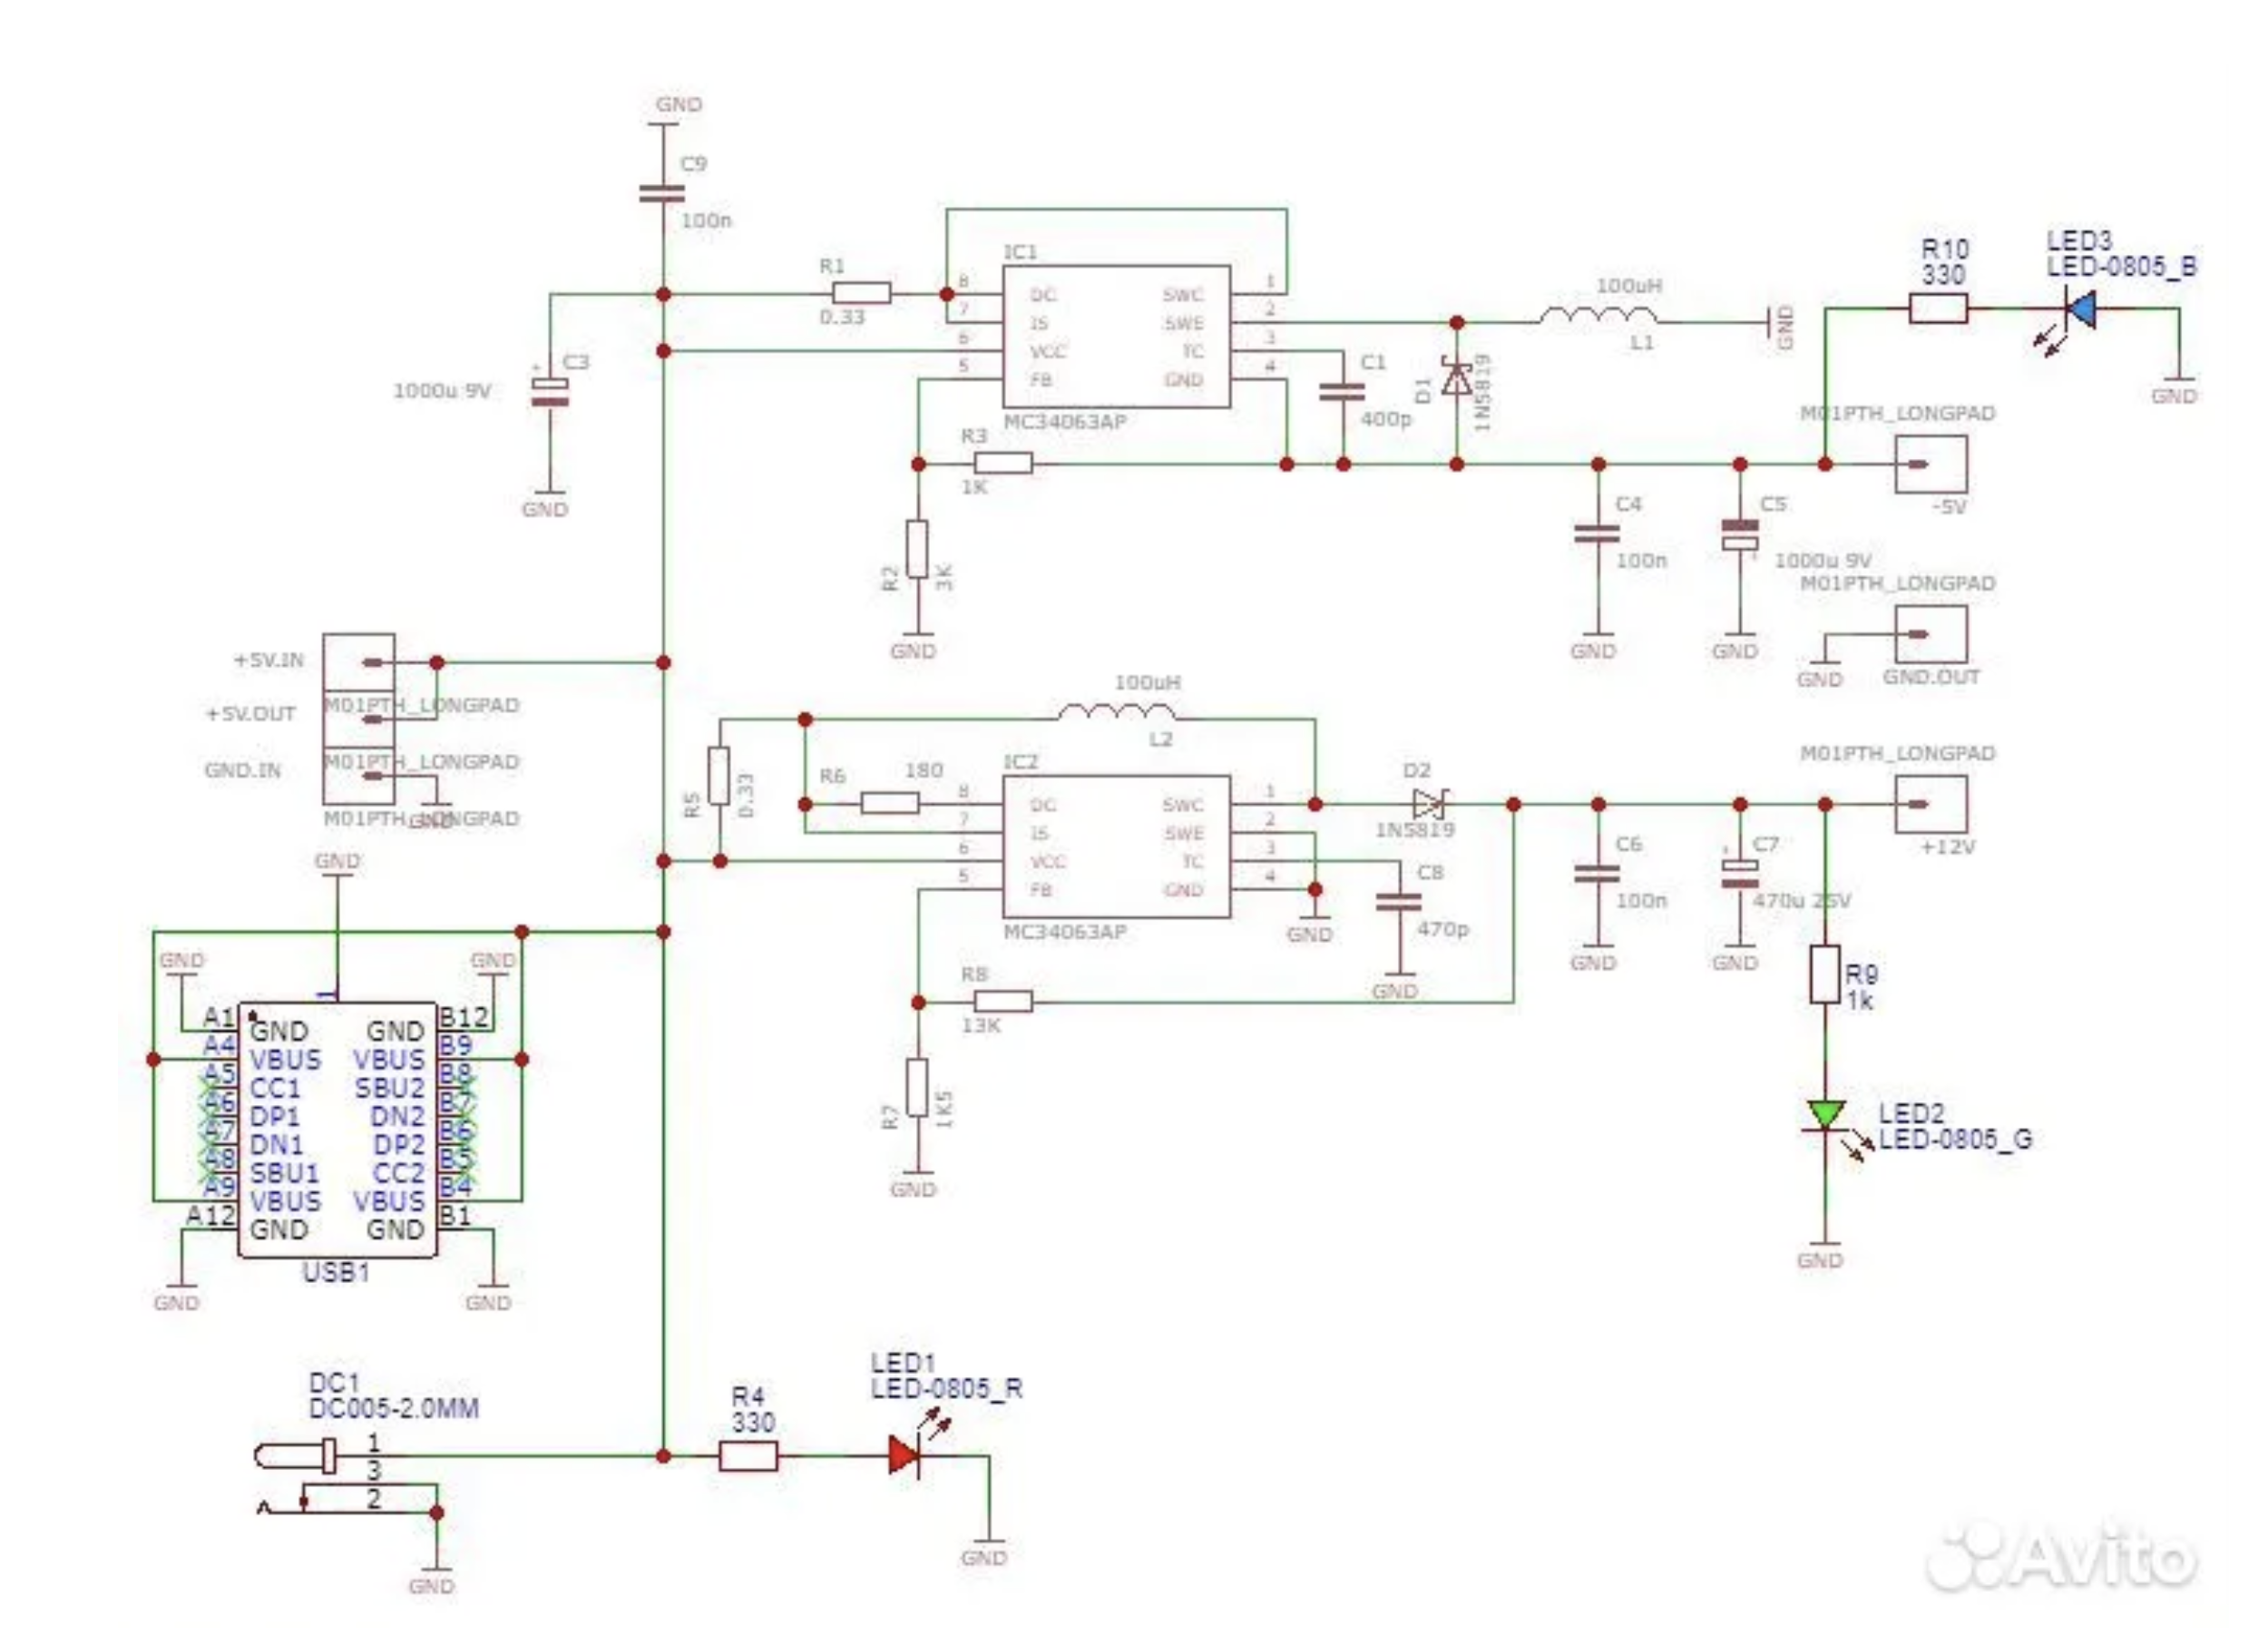 GND
C9
100n
IC1
R1
0.33
8
7
6
5
DC
IS
VCC
FB
SWC
SWE
TC
GND
1
2
3
4
MC34063AP
C3
+
1000u 9V
GND
R3
1K
R2
3K
GND
C1
400p
D1
1N5819
100uH
L1
GND
R10
330
LED3
LED-0805_B
GND
M01PTH_LONGPAD
-5V
C4
100n
GND
C5
1000u 9V
GND
M01PTH_LONGPAD
GND
GND.OUT
+5V.IN
+5V.OUT
M01PTH_LONGPAD
GND.IN
M01PTH_LONGPAD
M01PTH_LONGPAD
GND
100uH
L2
R5
0.33
R6
180
IC2
8
7
6
5
DC
IS
VCC
FB
SWC
SWE
TC
GND
1
2
3
4
MC34063AP
GND
D2
1N5819
C8
470p
GND
R8
13K
R7
1K5
GND
M01PTH_LONGPAD
+12V
C6
100n
GND
C7
+
470u 25V
GND
R9
1k
LED2
LED-0805_G
GND
GND
1
GND
GND
A1 GND GND B12
A4 VBUS VBUS B9
A5 CC1 SBU2 B8
A6 DP1 DN2 B7
A7 DN1 DP2 B6
A8 SBU1 CC2 B5
A9 VBUS VBUS B4
A12 GND GND B1
USB1
GND
GND
DC1
DC005-2.0MM
1
3
2
GND
R4
330
LED1
LED-0805_R
GND
Avito